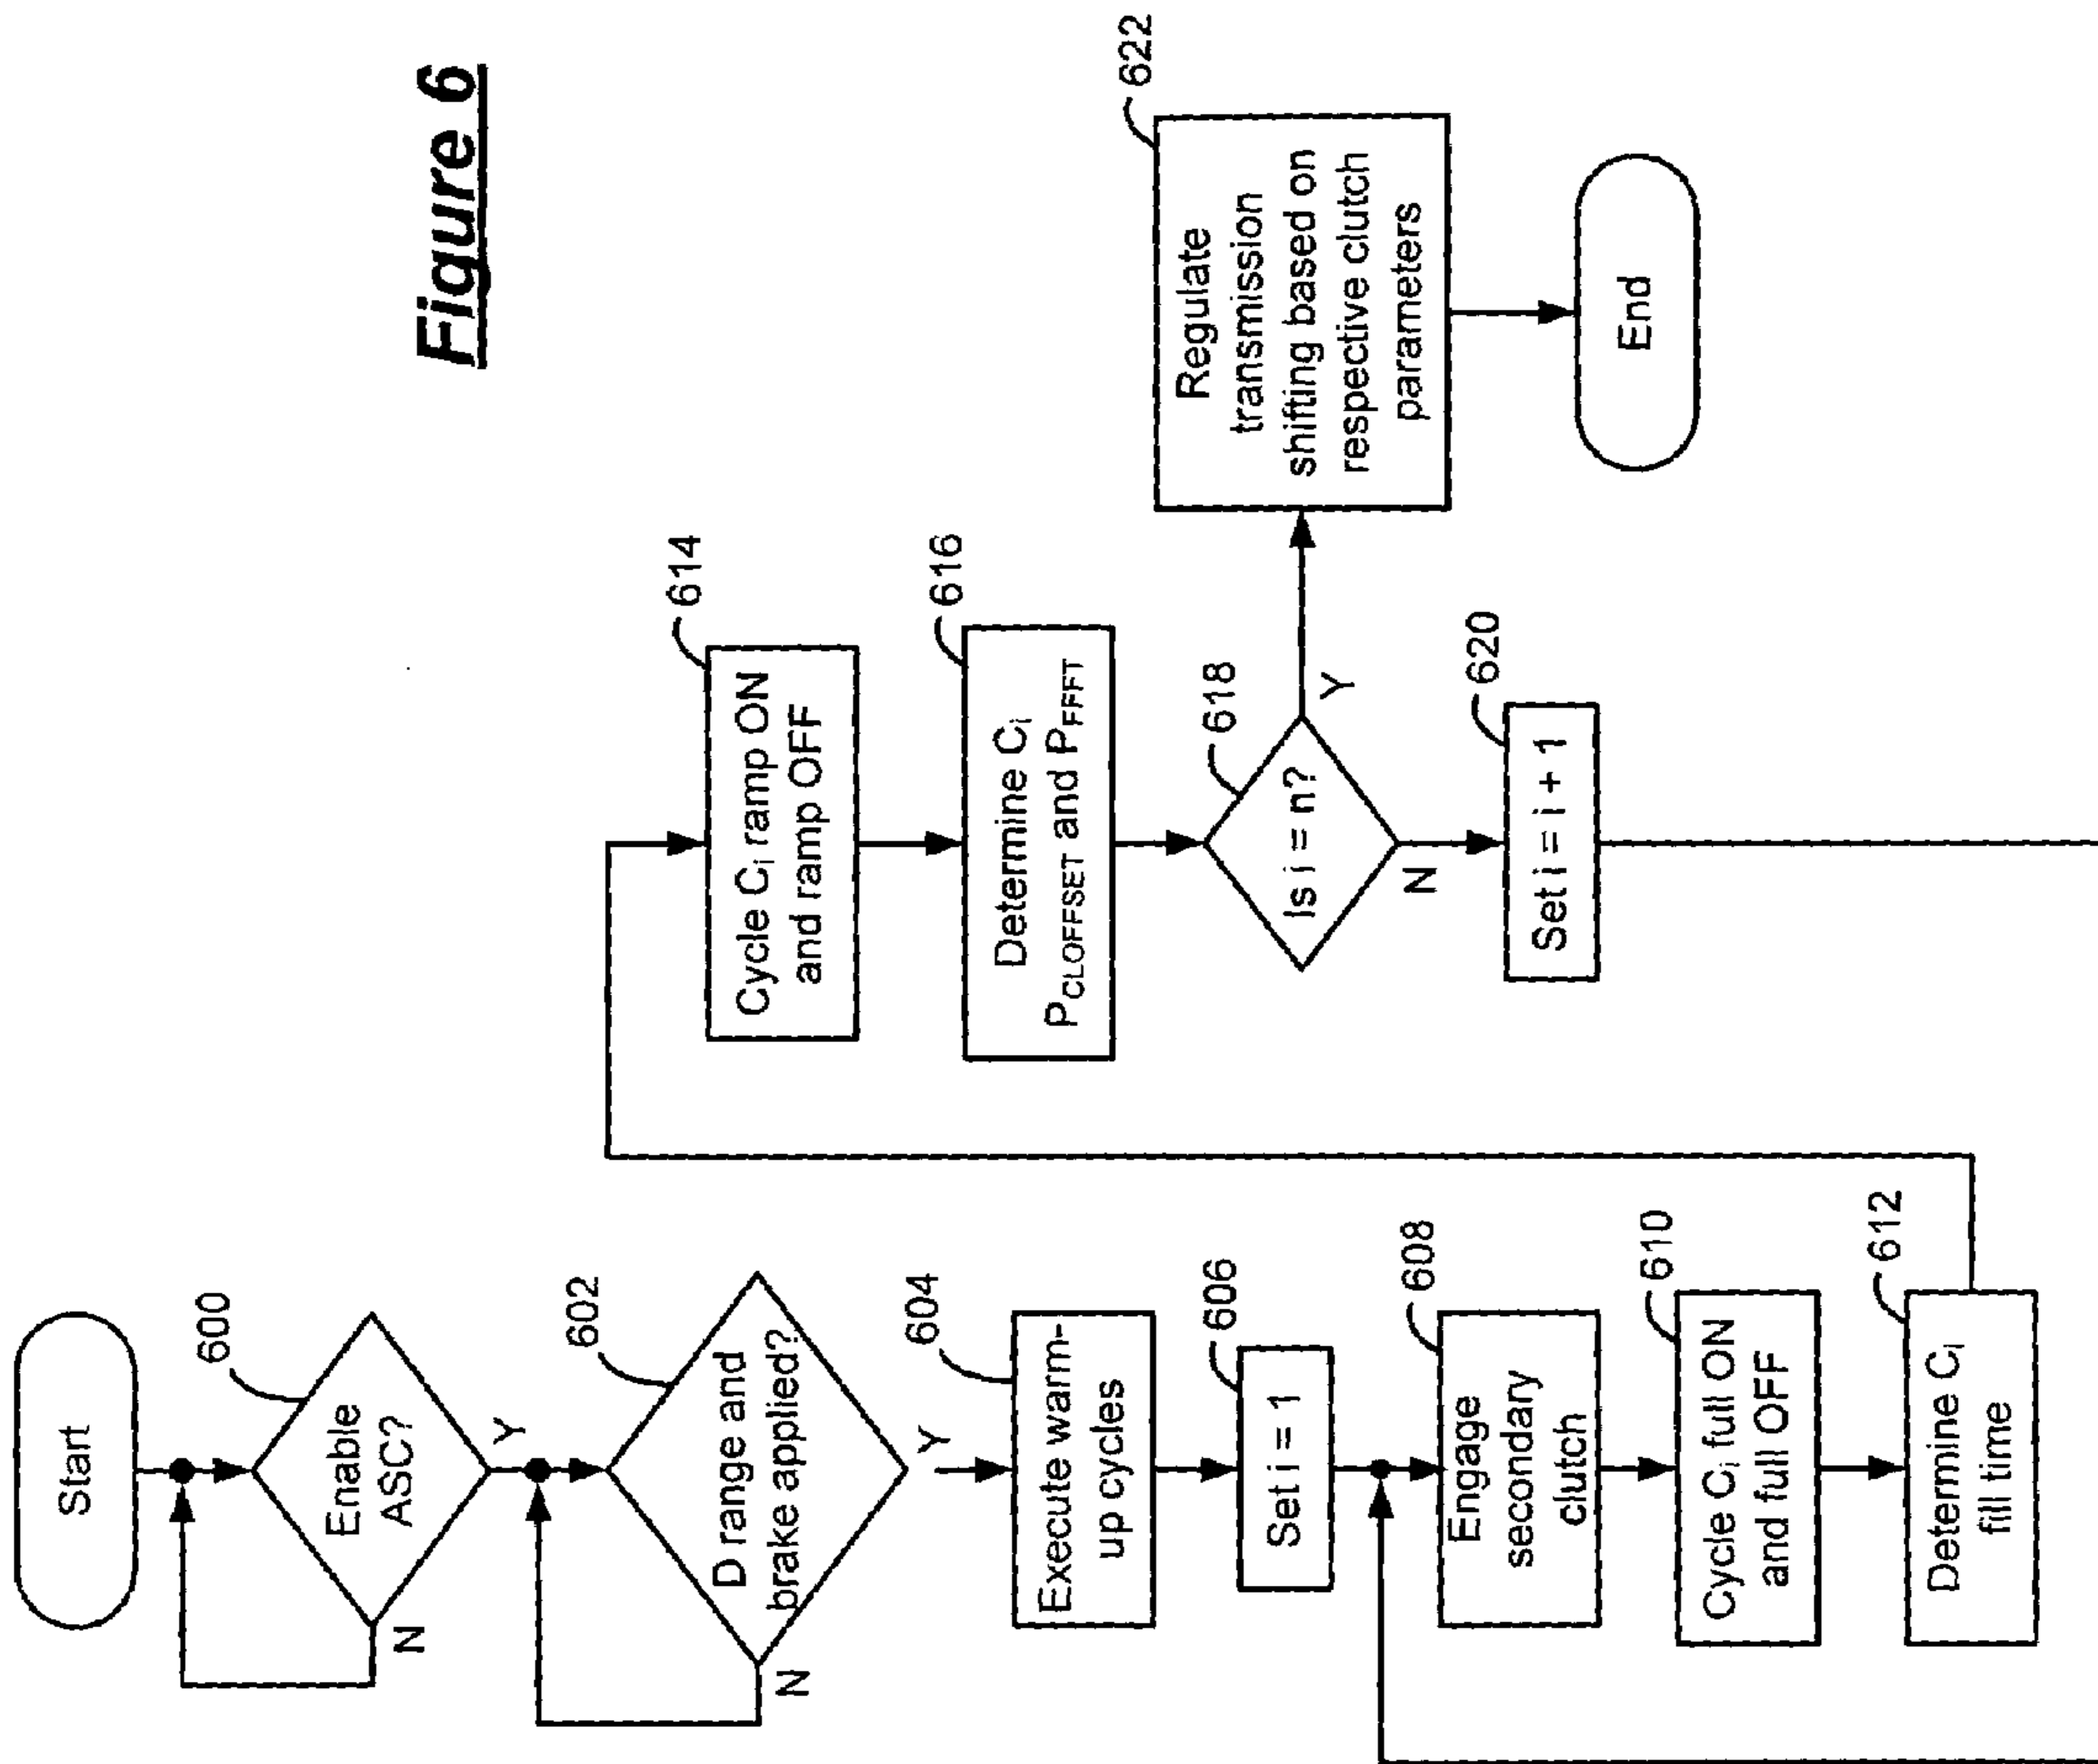 Figure 6
Start
600
Enable
ASC?
N
Y
602
D range and
brake applied?
N
Y
604
Execute warm-
up cycles
606
Set i = 1
608
Engage
secondary
clutch
610
Cycle Ci full ON
and full OFF
612
Determine Ci
fill time
614
Cycle Ci ramp ON
and ramp OFF
616
Determine Ci
PCLOFFSET and PFFFT
618
Is i = n?
Y
N
620
Set i = i + 1
622
Regulate
transmission
shifting based on
respective clutch
parameters
End